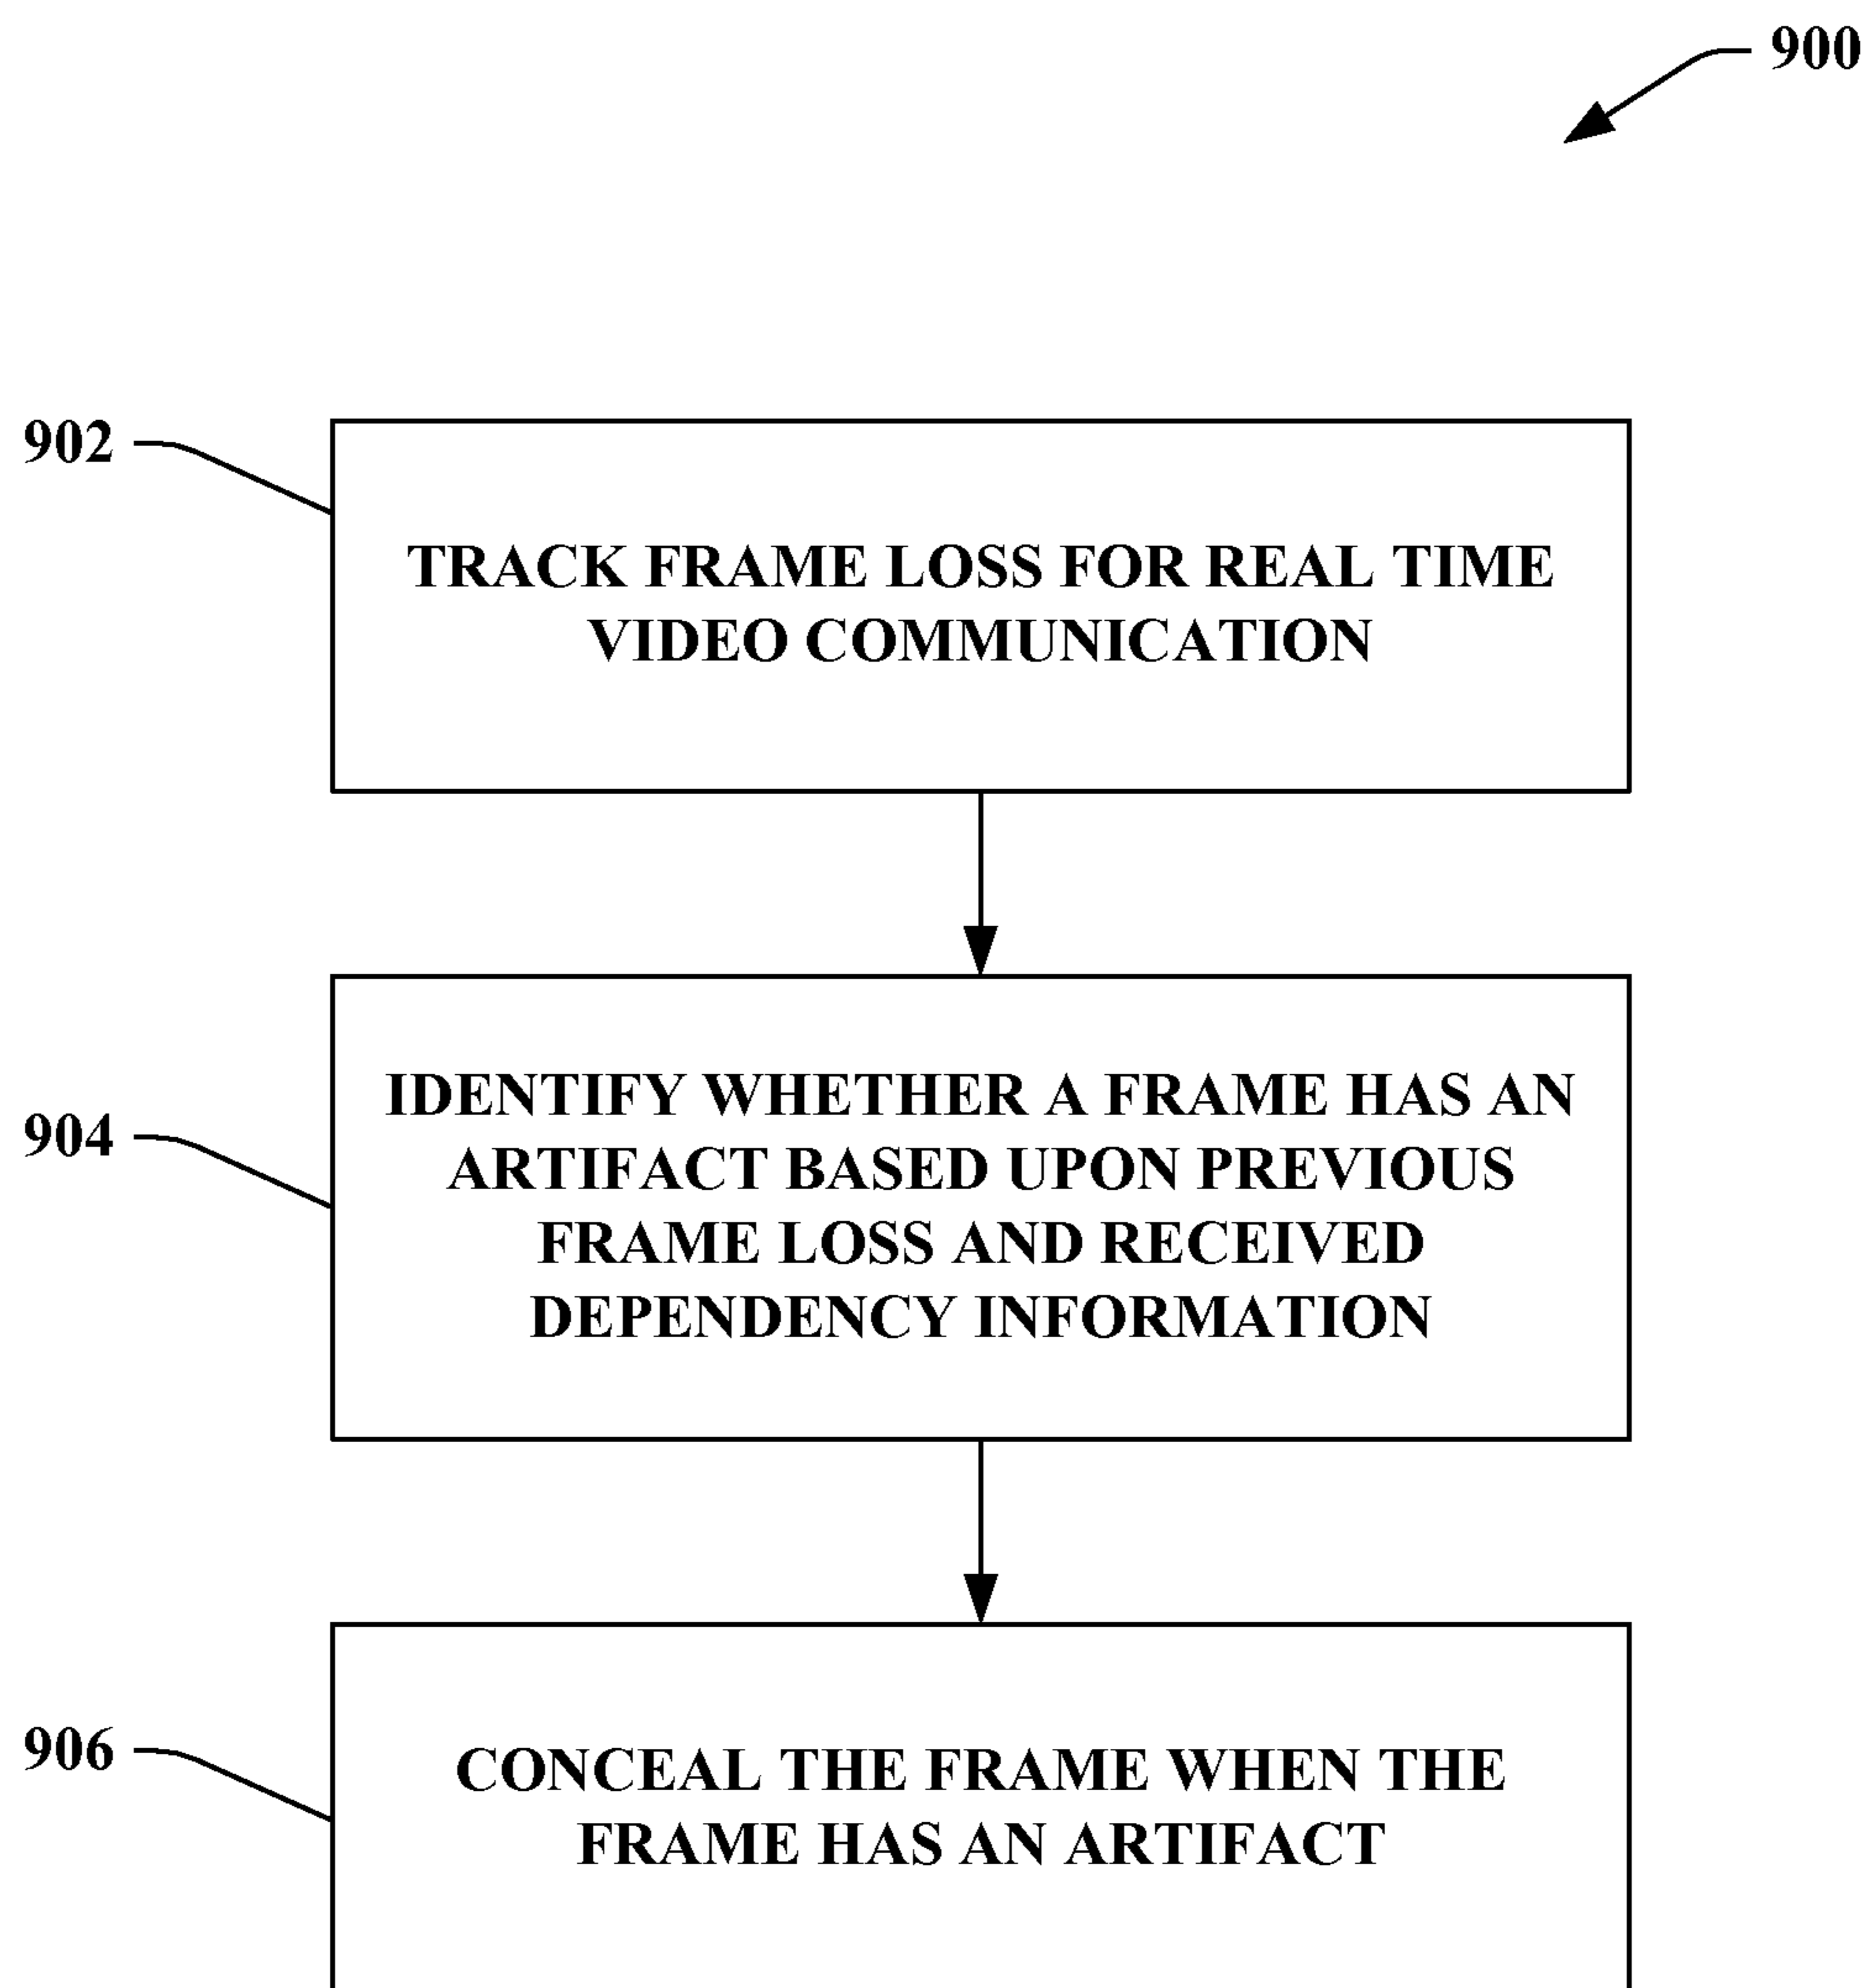 900
902
TRACK FRAME LOSS FOR REAL TIME
VIDEO COMMUNICATION
904
IDENTIFY WHETHER A FRAME HAS AN
ARTIFACT BASED UPON PREVIOUS
FRAME LOSS AND RECEIVED
DEPENDENCY INFORMATION
906
CONCEAL THE FRAME WHEN THE
FRAME HAS AN ARTIFACT